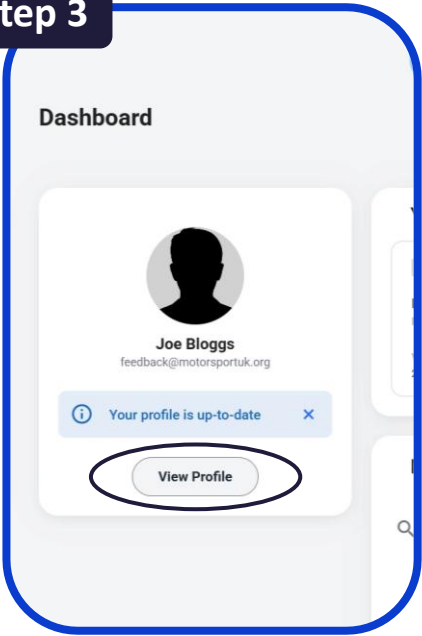 tep 3
Dashboard
Joe Bloggs
feedback@motorsportuk.org
Your profile is up-to-date
View Profile